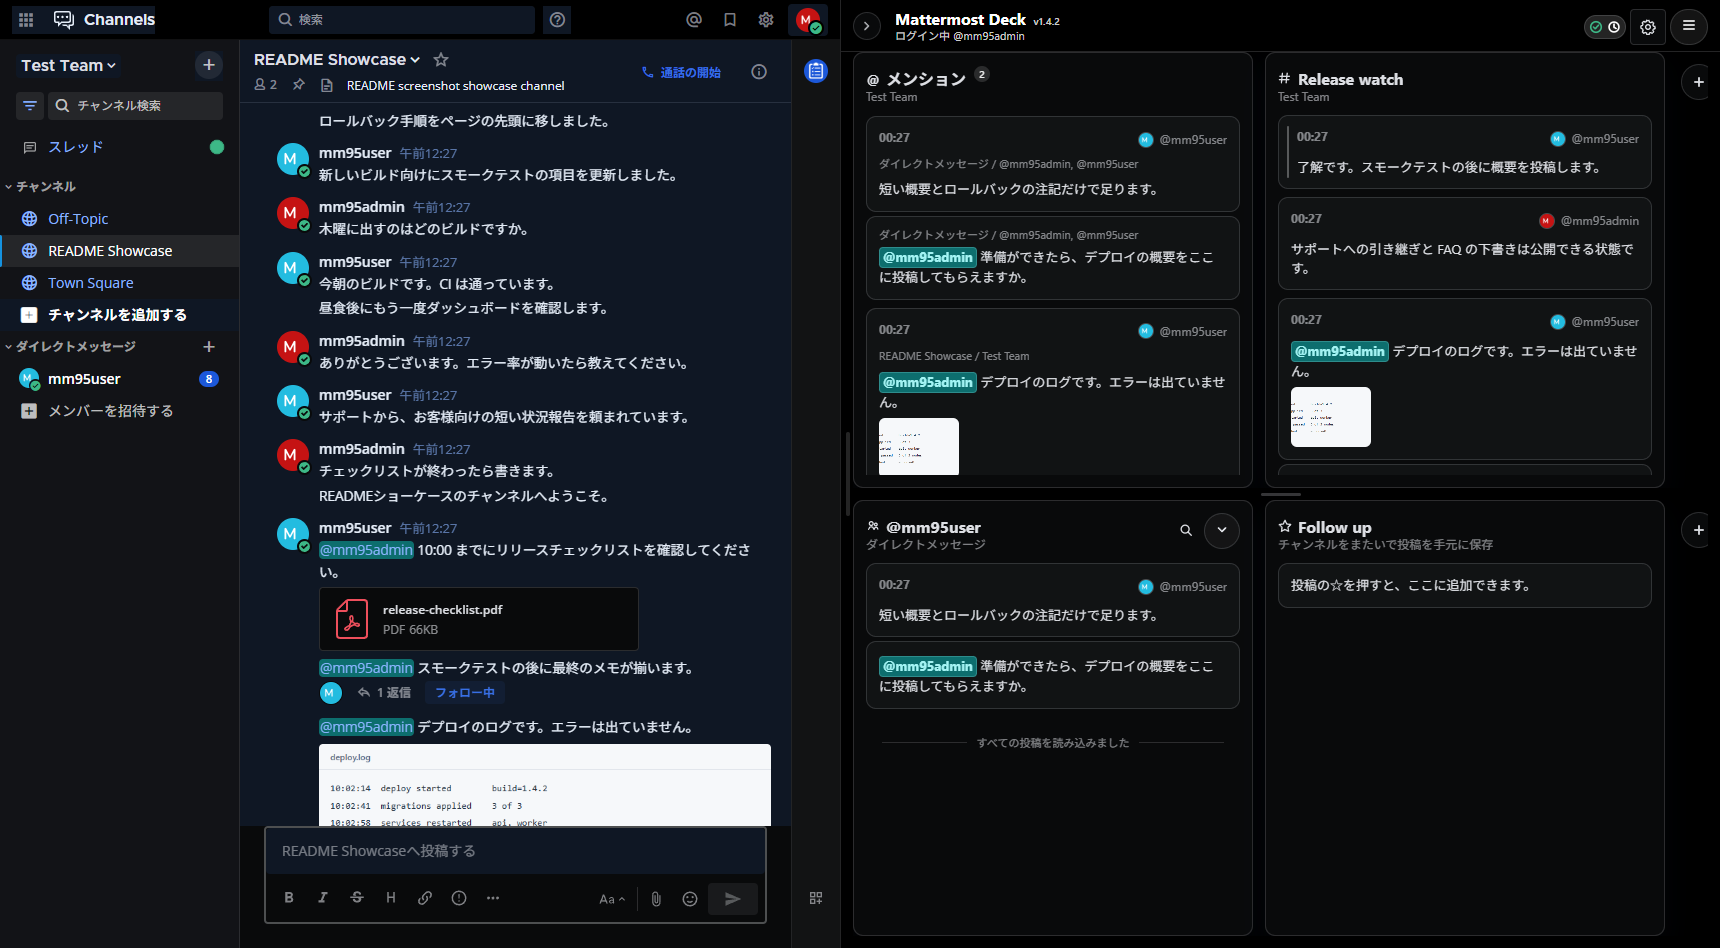 Channels
検索
Test Team
チャンネル検索
スレッド
チャンネル
Off-Topic
README Showcase
Town Square
チャンネルを追加する
ダイレクトメッセージ
mm95user
8
メンバーを招待する
README Showcase
2
README screenshot showcase channel
通話の開始
ロールバック手順をページの先頭に移しました。
mm95user 午前12:27
新しいビルド向けにスモークテストの項目を更新しました。
mm95admin 午前12:27
木曜に出すのはどのビルドですか。
mm95user 午前12:27
今朝のビルドです。CI は通っています。
昼食後にもう一度ダッシュボードを確認します。
mm95admin 午前12:27
ありがとうございます。エラー率が動いたら教えてください。
mm95user 午前12:27
サポートから、お客様向けの短い状況報告を頼まれています。
mm95admin 午前12:27
チェックリストが終わったら書きます。
READMEショーケースのチャンネルへようこそ。
mm95user 午前12:27
@mm95admin 10:00 までにリリースチェックリストを確認してくださ
い。
release-checklist.pdf
PDF 66KB
@mm95admin スモークテストの後に最終のメモが揃います。
1 返信 フォロー中
@mm95admin デプロイのログです。エラーは出ていません。
deploy.log
10:02:14 deploy started build=1.4.2
10:02:41 migrations applied 3 of 3
10:02:58 services restarted api, worker
README Showcaseへ投稿する
B I S H Aa
Mattermost Deck v1.4.2
ログイン中 @mm95admin
@ メンション 2
Test Team
00:27 @mm95user
ダイレクトメッセージ / @mm95admin, @mm95user
短い概要とロールバックの注記だけで足ります。
ダイレクトメッセージ / @mm95admin, @mm95user
@mm95admin 準備ができたら、デプロイの概要をここ
に投稿してもらえますか。
00:27 @mm95user
README Showcase / Test Team
@mm95admin デプロイのログです。エラーは出ていませ
ん。
# Release watch
Test Team
00:27 @mm95user
了解です。スモークテストの後に概要を投稿します。
00:27 @mm95admin
サポートへの引き継ぎと FAQ の下書きは公開できる状態で
す。
00:27 @mm95user
@mm95admin デプロイのログです。エラーは出ていませ
ん。
@mm95user
ダイレクトメッセージ
00:27 @mm95user
短い概要とロールバックの注記だけで足ります。
@mm95admin 準備ができたら、デプロイの概要をここ
に投稿してもらえますか。
すべての投稿を読み込みました
Follow up
チャンネルをまたいで投稿を手元に保存
投稿の☆を押すと、ここに追加できます。